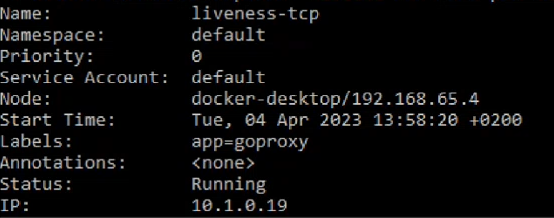 Name: liveness-tcp
Namespace: default
Priority: 0
Service Account: default
Node: docker-desktop/192.168.65.4
Start Time: Tue, 04 Apr 2023 13:58:20 +0200
Labels: app=goproxy
Annotations: <none>
Status: Running
IP: 10.1.0.19